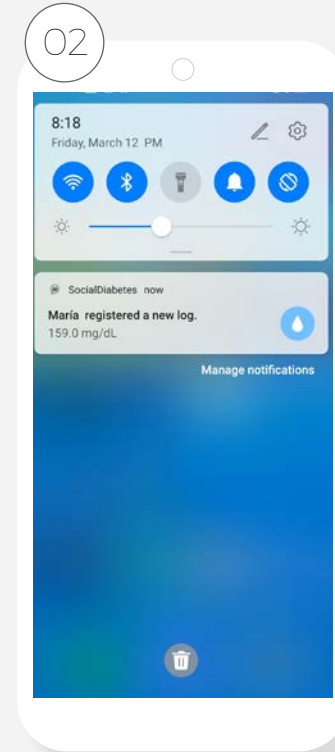 02
8:18
Friday, March 12 PM
SocialDiabetes now
María registered a new log.
159.0 mg/dL
Manage notifications